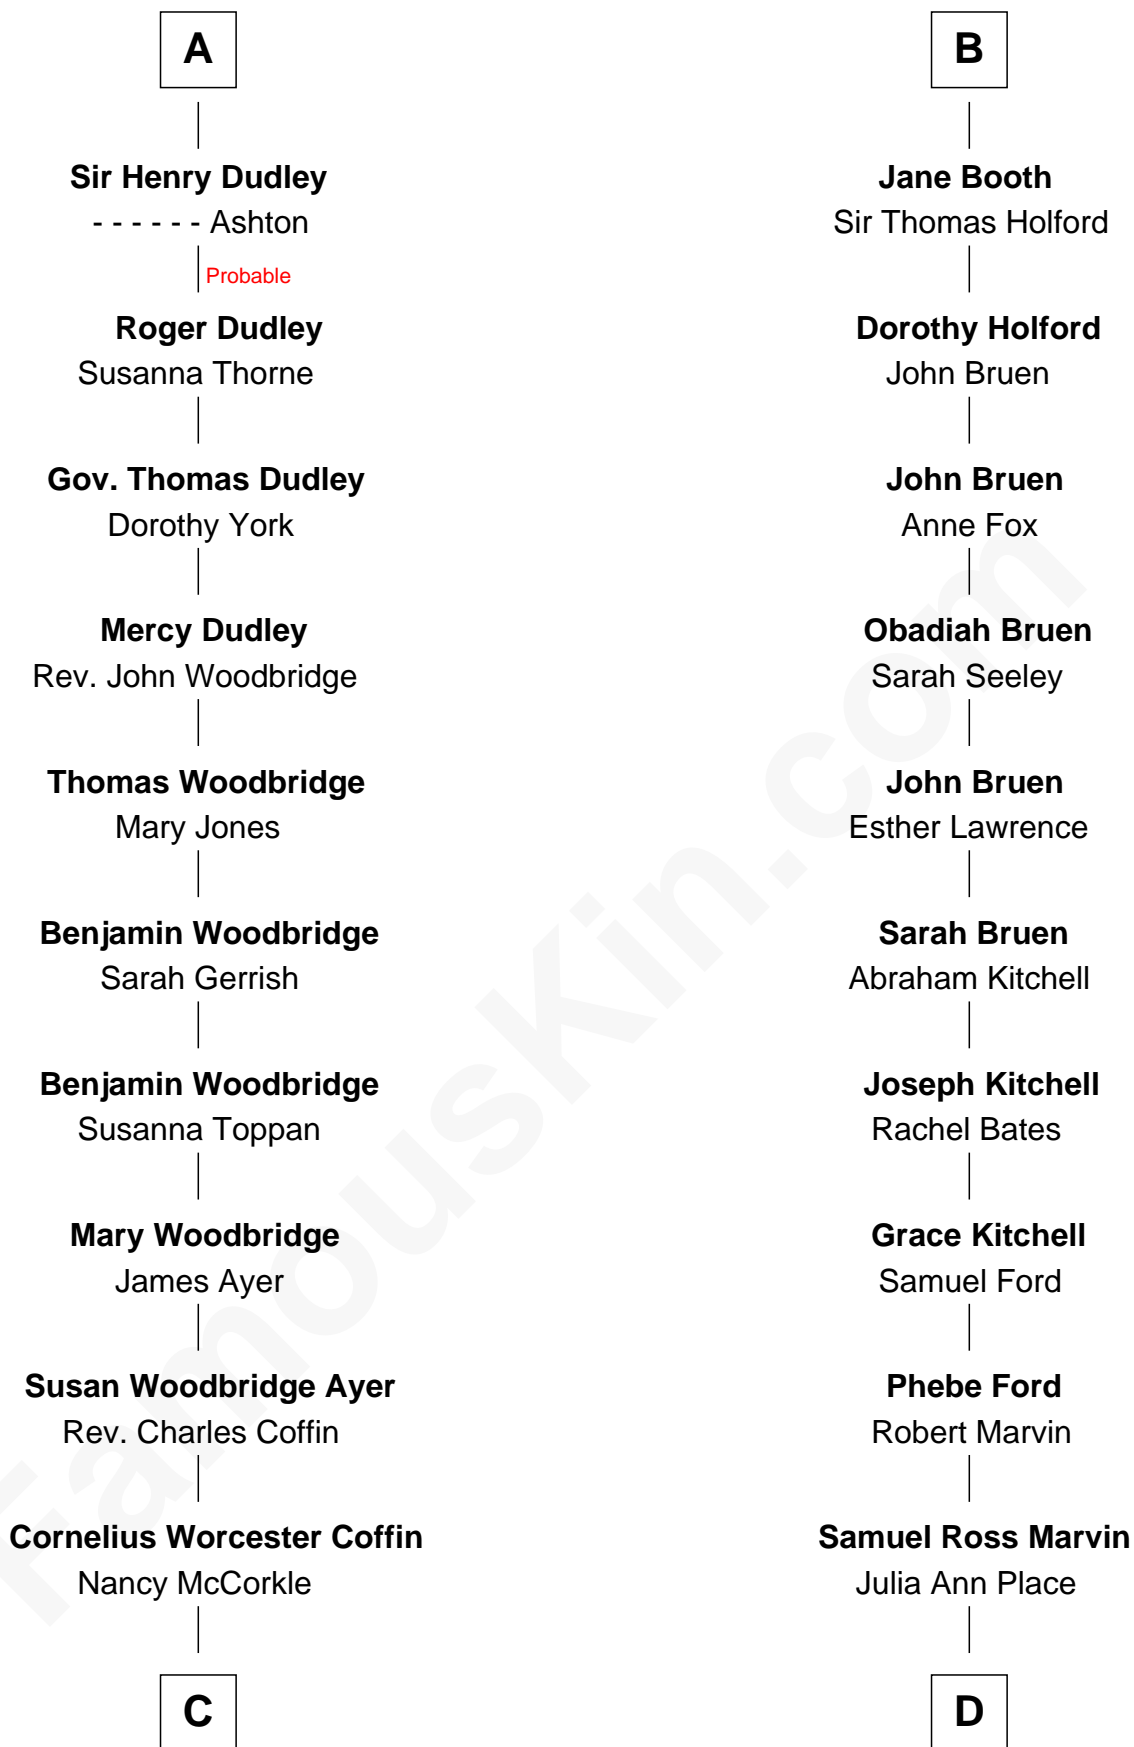 A
Sir Henry Dudley
- - - - - - Ashton
Probable
Roger Dudley
Susanna Thorne
Gov. Thomas Dudley
Dorothy York
Mercy Dudley
Rev. John Woodbridge
Thomas Woodbridge
Mary Jones
Benjamin Woodbridge
Sarah Gerrish
Benjamin Woodbridge
Susanna Toppan
Mary Woodbridge
James Ayer
Susan Woodbridge Ayer
Rev. Charles Coffin
Cornelius Worcester Coffin
Nancy McCorkle
C
B
Jane Booth
Sir Thomas Holford
Dorothy Holford
John Bruen
John Bruen
Anne Fox
Obadiah Bruen
Sarah Seeley
John Bruen
Esther Lawrence
Sarah Bruen
Abraham Kitchell
Joseph Kitchell
Rachel Bates
Grace Kitchell
Samuel Ford
Phebe Ford
Robert Marvin
Samuel Ross Marvin
Julia Ann Place
D
FamousKin.com